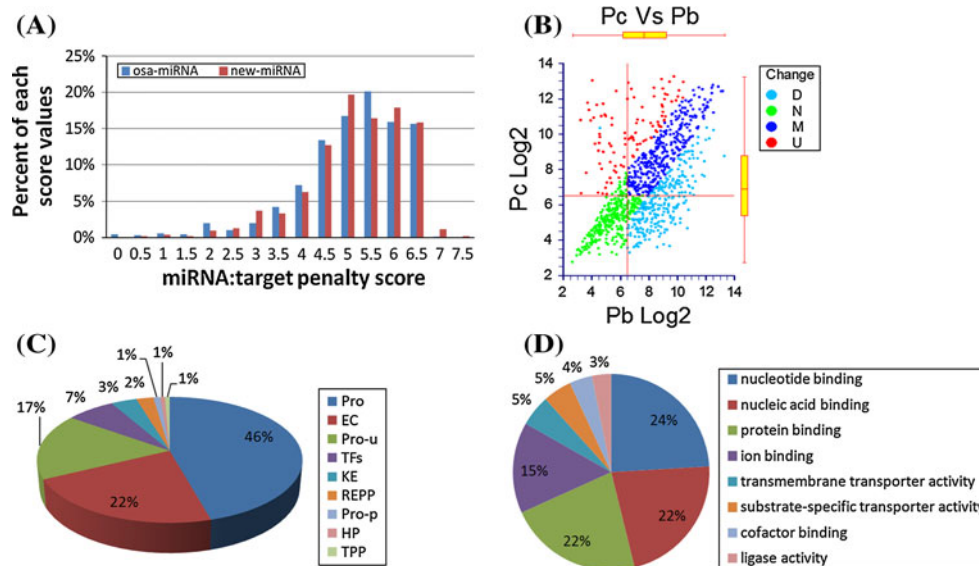 (A)
25%
20%
15%
10%
5%
0%
Percent of each
score values
osa-miRNA
new-miRNA
0 0.5 1 1.5 2 2.5 3 3.5 4 4.5 5 5.5 6 6.5 7 7.5
miRNA:target penalty score
(B)
Pc Vs Pb
14
12
10
8
6
4
2
Pc Log2
2 4 6 8 10 12 14
Pb Log2
Change
D
N
M
U
(C)
46%
22%
17%
7%
3%
2%
1%
1%
1%
Pro
EC
Pro-u
TFs
KE
REPP
Pro-p
HP
TPP
(D)
24%
22%
22%
15%
5%
5%
4%
3%
nucleotide binding
nucleic acid binding
protein binding
ion binding
transmembrane transporter activity
substrate-specific transporter activity
cofactor binding
ligase activity